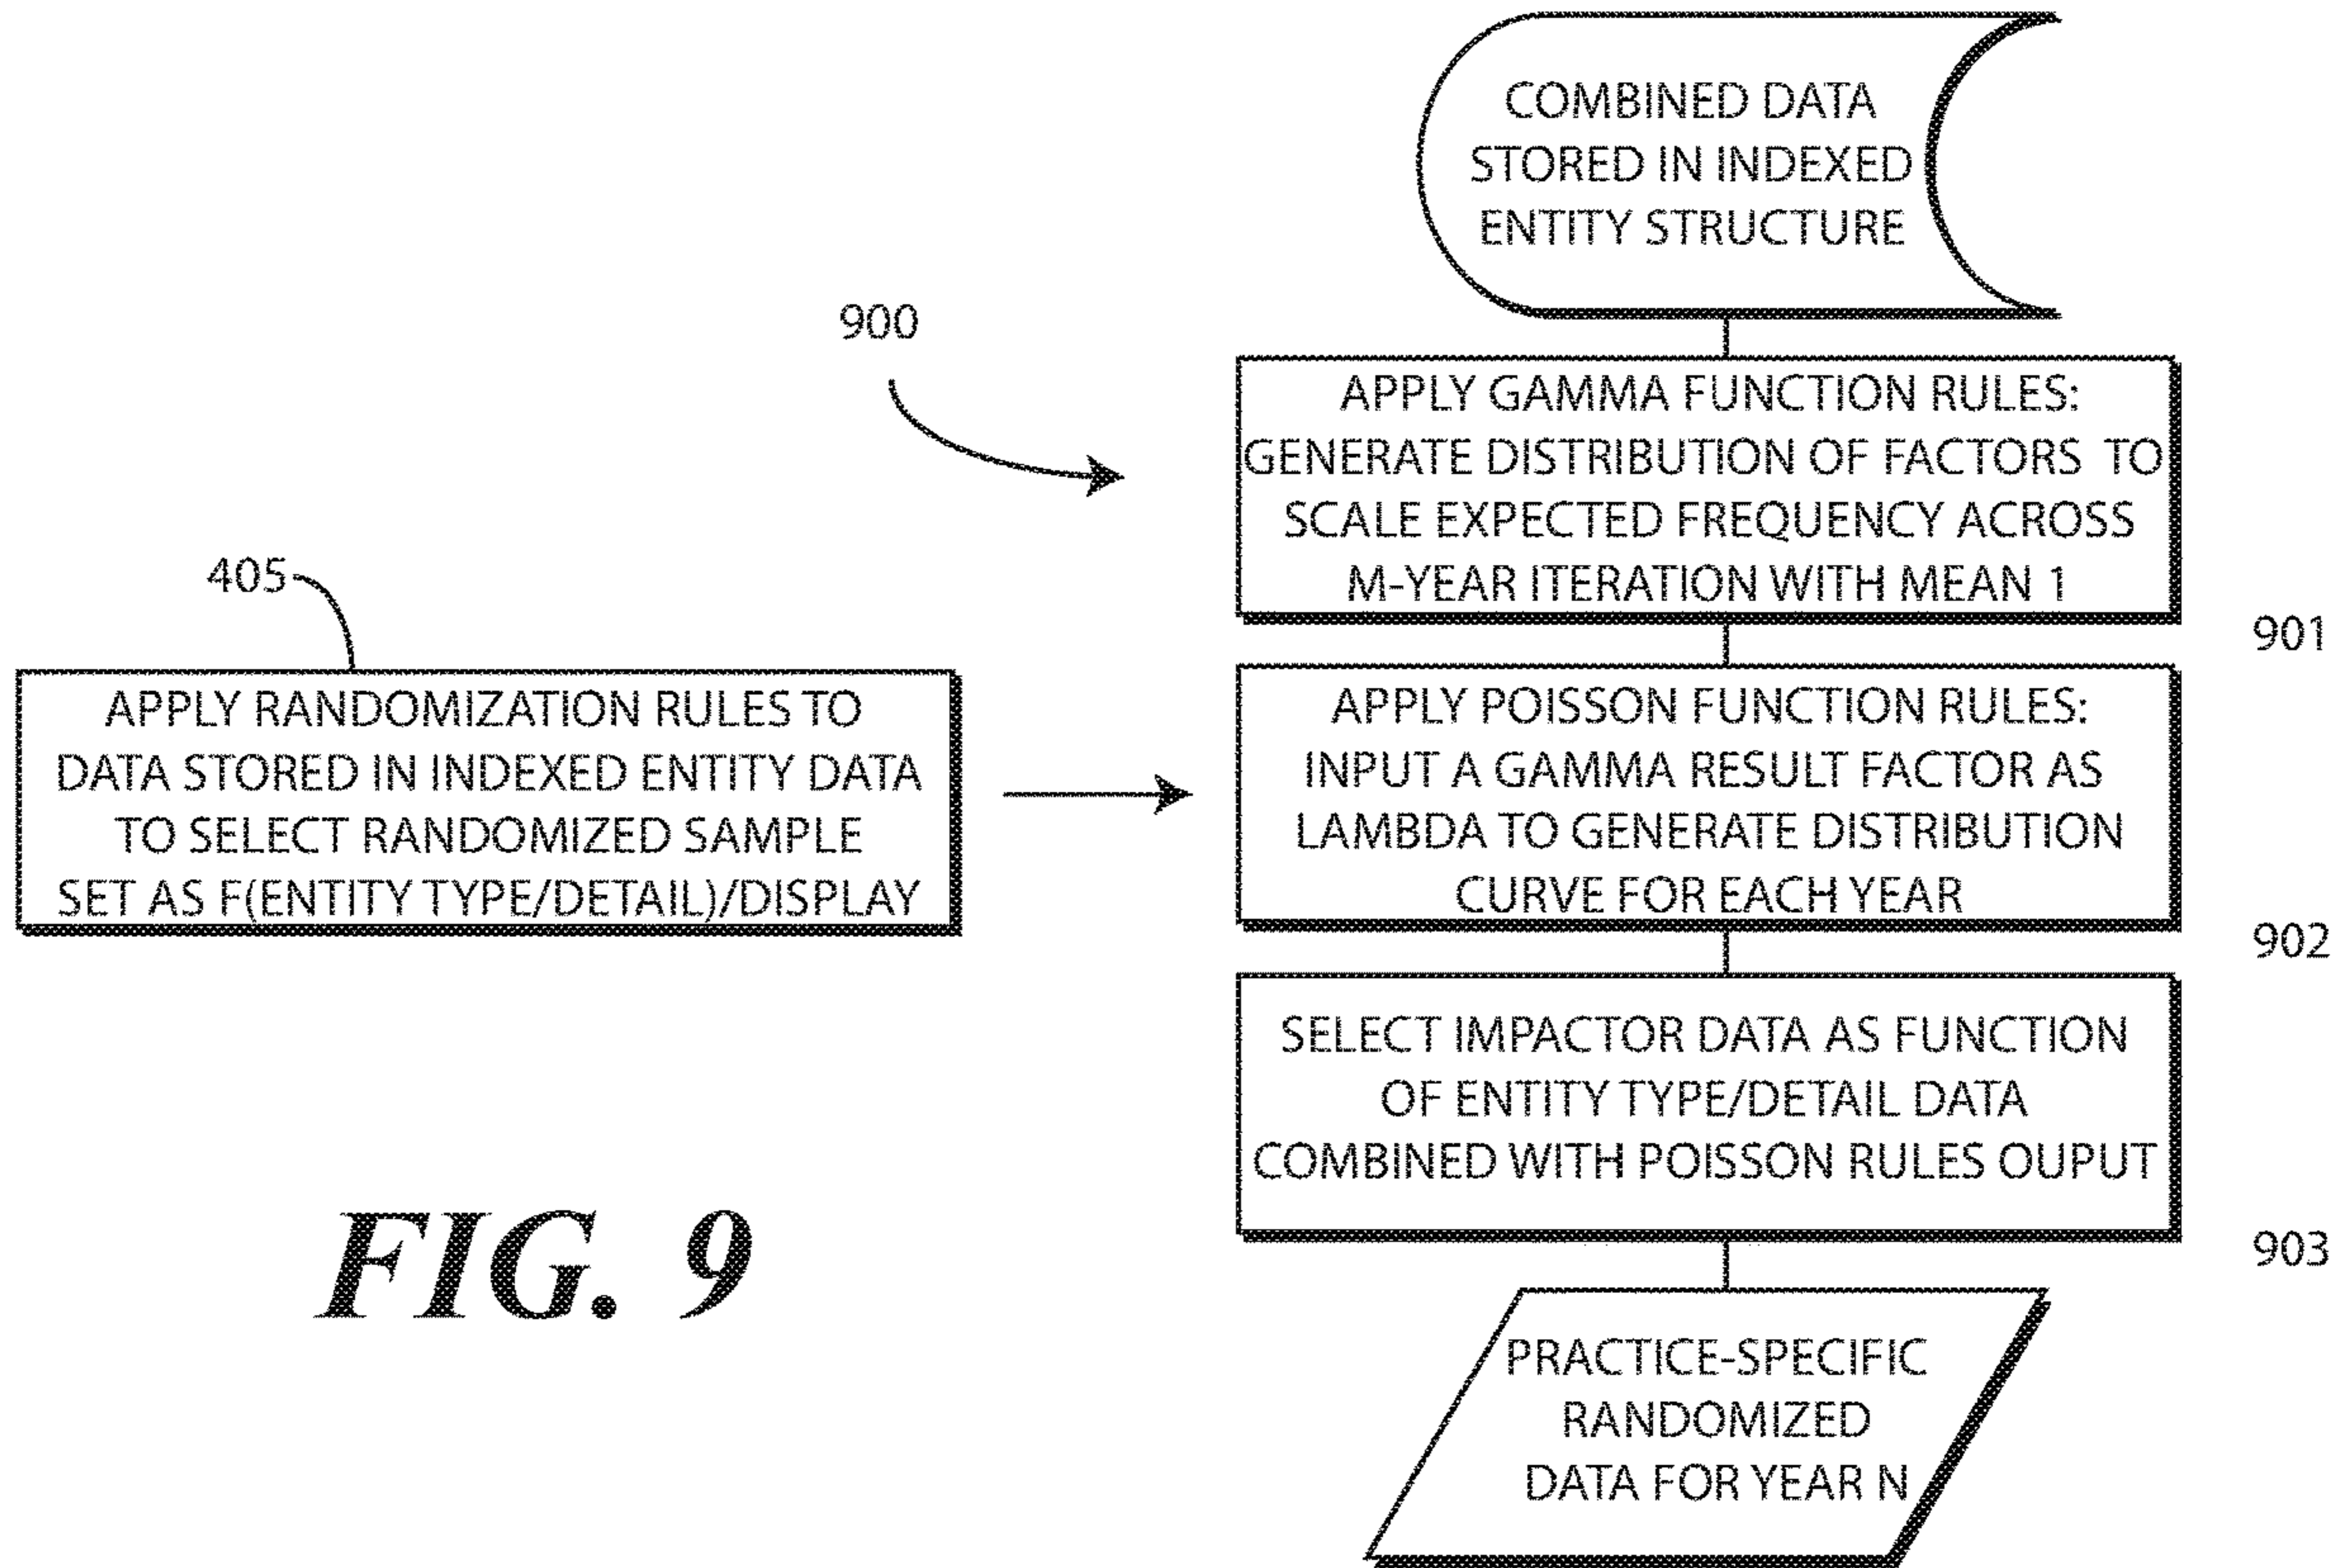 COMBINED DATA
STORED IN INDEXED
ENTITY STRUCTURE
900
APPLY GAMMA FUNCTION RULES:
GENERATE DISTRIBUTION OF FACTORS TO
SCALE EXPECTED FREQUENCY ACROSS
M-YEAR ITERATION WITH MEAN 1
901
405
APPLY RANDOMIZATION RULES TO
DATA STORED IN INDEXED ENTITY DATA
TO SELECT RANDOMIZED SAMPLE
SET AS F(ENTITY TYPE/DETAIL)/DISPLAY
APPLY POISSON FUNCTION RULES:
INPUT A GAMMA RESULT FACTOR AS
LAMBDA TO GENERATE DISTRIBUTION
CURVE FOR EACH YEAR
902
SELECT IMPACTOR DATA AS FUNCTION
OF ENTITY TYPE/DETAIL DATA
COMBINED WITH POISSON RULES OUPUT
903
PRACTICE-SPECIFIC
RANDOMIZED
DATA FOR YEAR N
FIG. 9